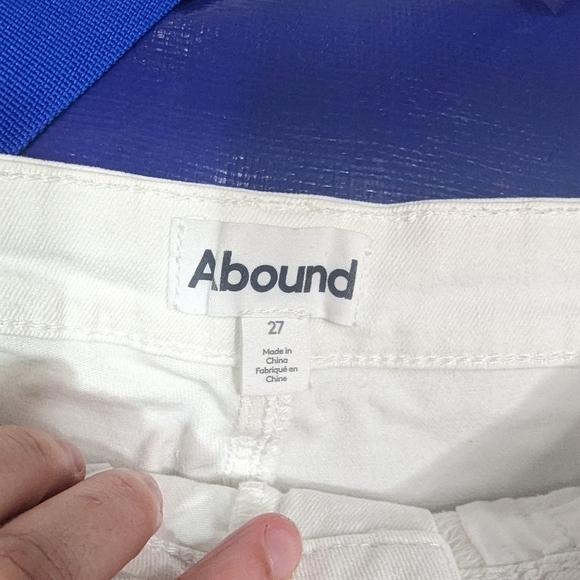 Abound
27
Made in
China
Fabriqué en
Chine